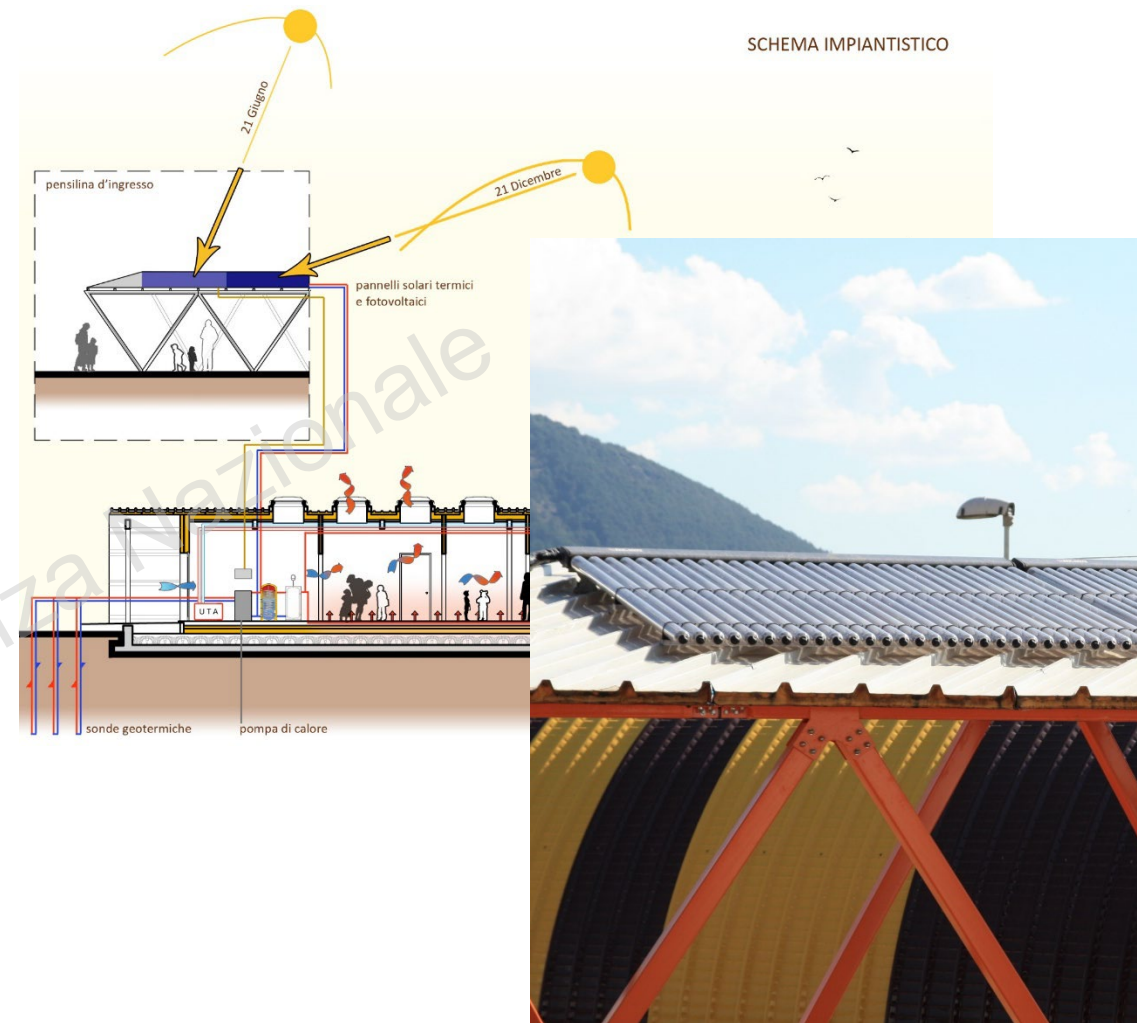 SCHEMA IMPIANTISTICO
21 Giugno
21 Dicembre
pensilina d'ingresso
pannelli solari termici
e fotovoltaici
UTA
sonde geotermiche
pompa di calore
Nazionale